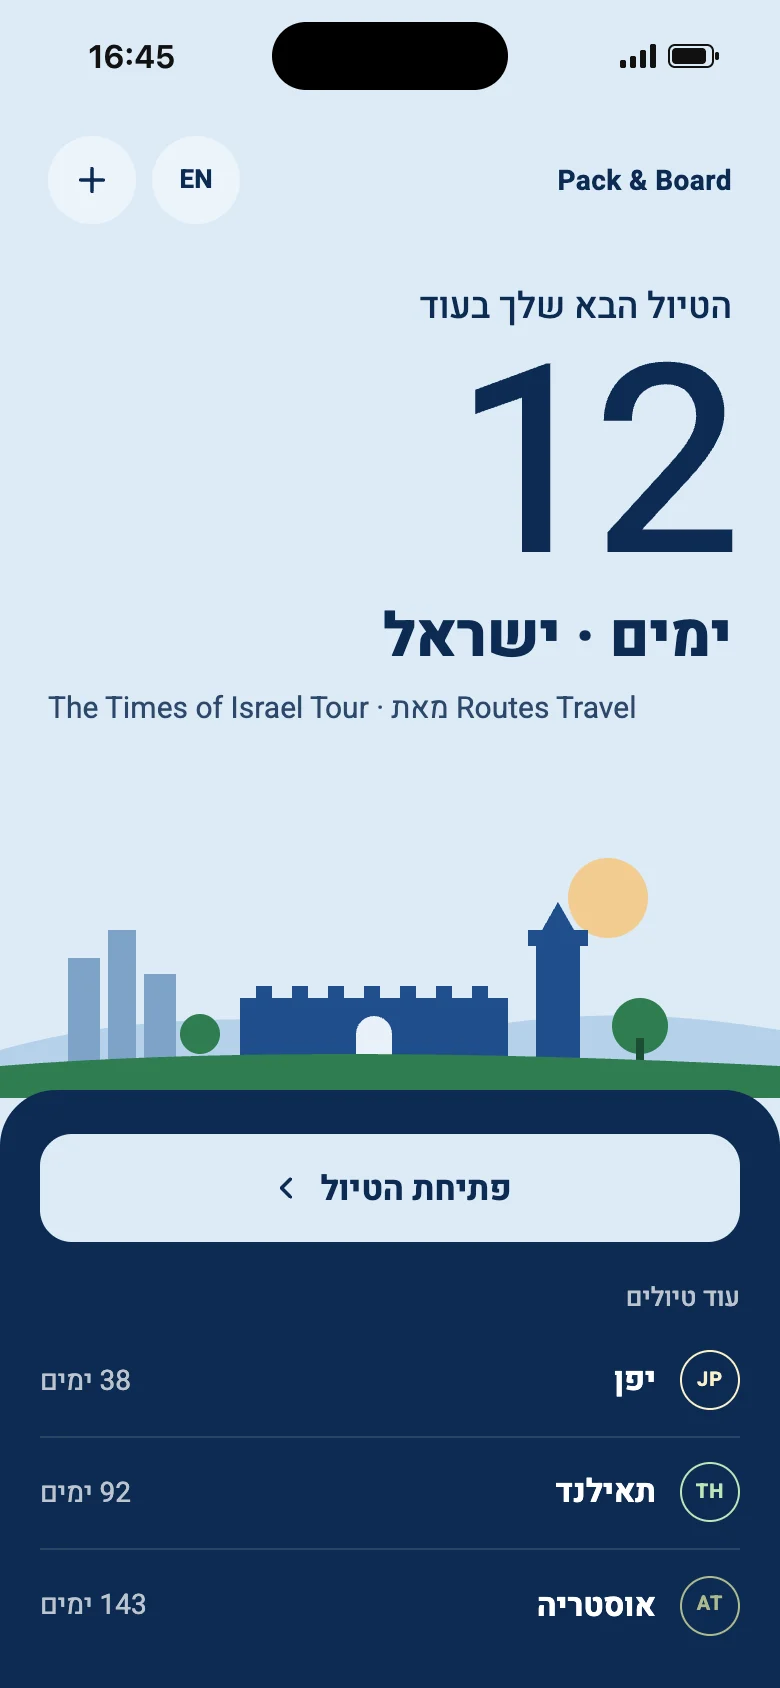 16:45
Pack & Board
EN
הטיול הבא שלך בעוד
12
ימים · ישראל
The Times of Israel Tour · מאת Routes Travel
פתיחת הטיול
עוד טיולים
JP יפן 38 ימים
TH תאילנד 92 ימים
AT אוסטריה 143 ימים